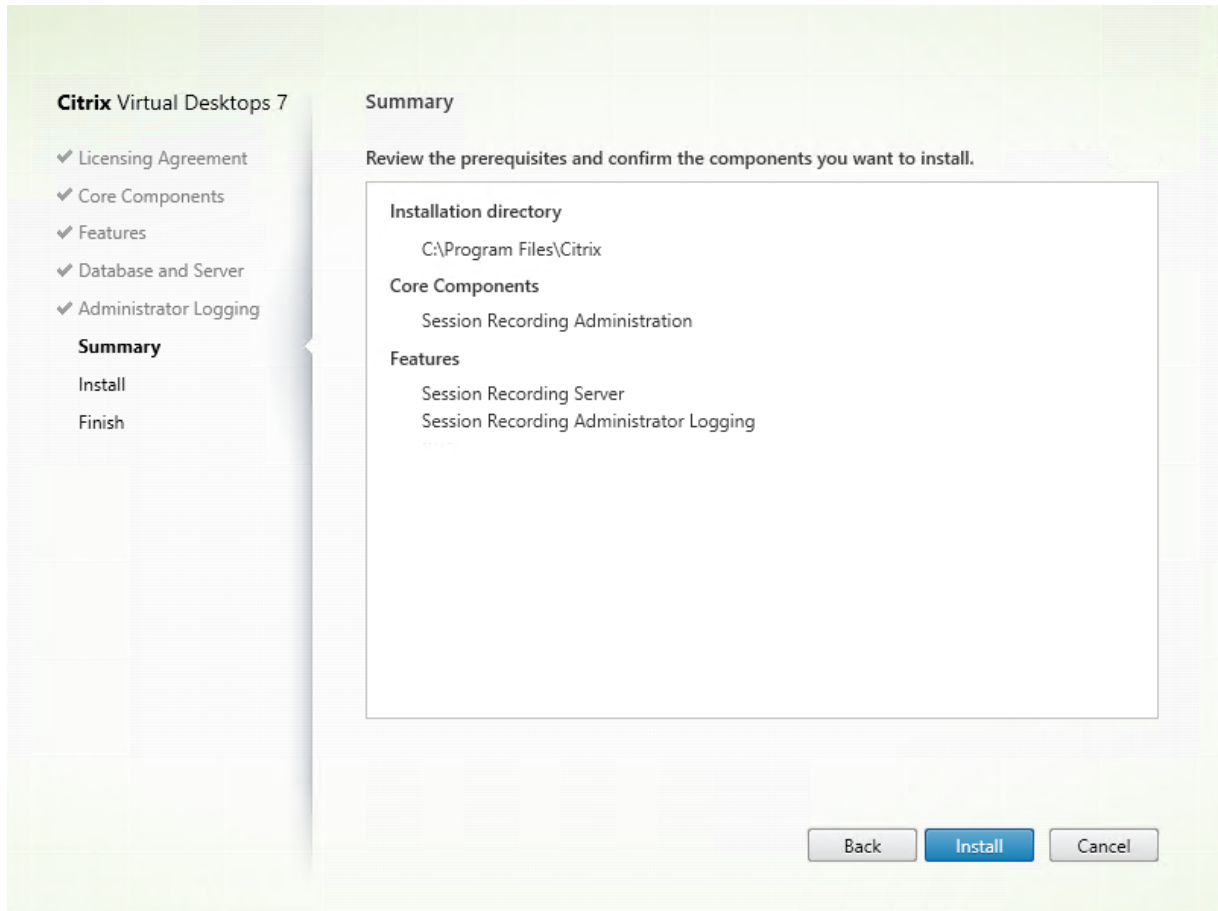 Citrix Virtual Desktops 7
Licensing Agreement
Core Components
Features
Database and Server
Administrator Logging
Summary
Install
Finish
Summary
Review the prerequisites and confirm the components you want to install.
Installation directory
C:\Program Files\Citrix
Core Components
Session Recording Administration
Features
Session Recording Server
Session Recording Administrator Logging
Back
Install
Cancel